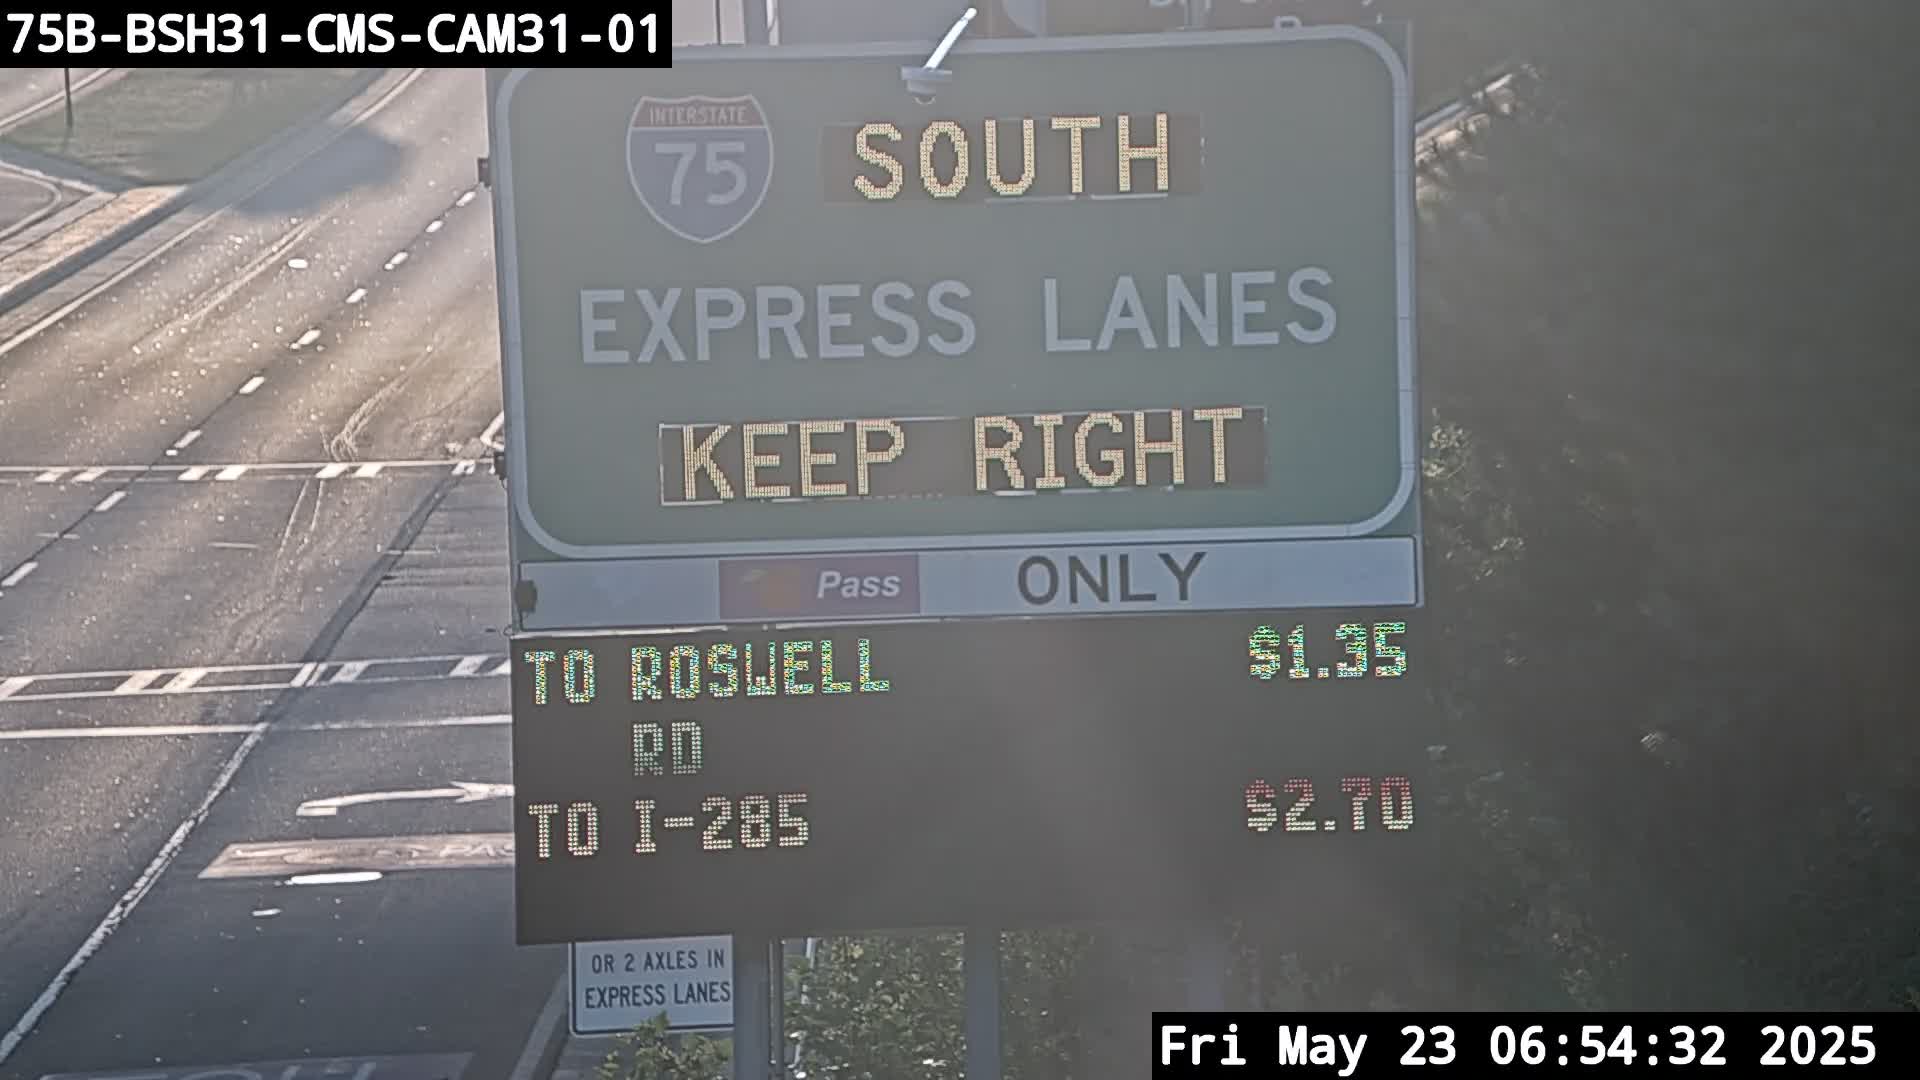 75B-BSH31-CMS-CAM31-01
INTERSTATE
75
SOUTH
EXPRESS LANES
KEEP RIGHT
Pass ONLY
TO ROSWELL $1.35
RD
TO I-285 $2.70
OR 2 AXLES IN
EXPRESS LANES
Fri May 23 06:54:32 2025